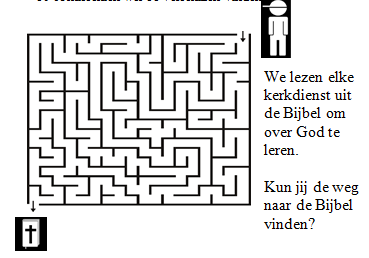 We lezen elke
kerkdienst uit
de Bijbel om
over God te
leren.
Kun jij de weg
naar de Bijbel
vinden?